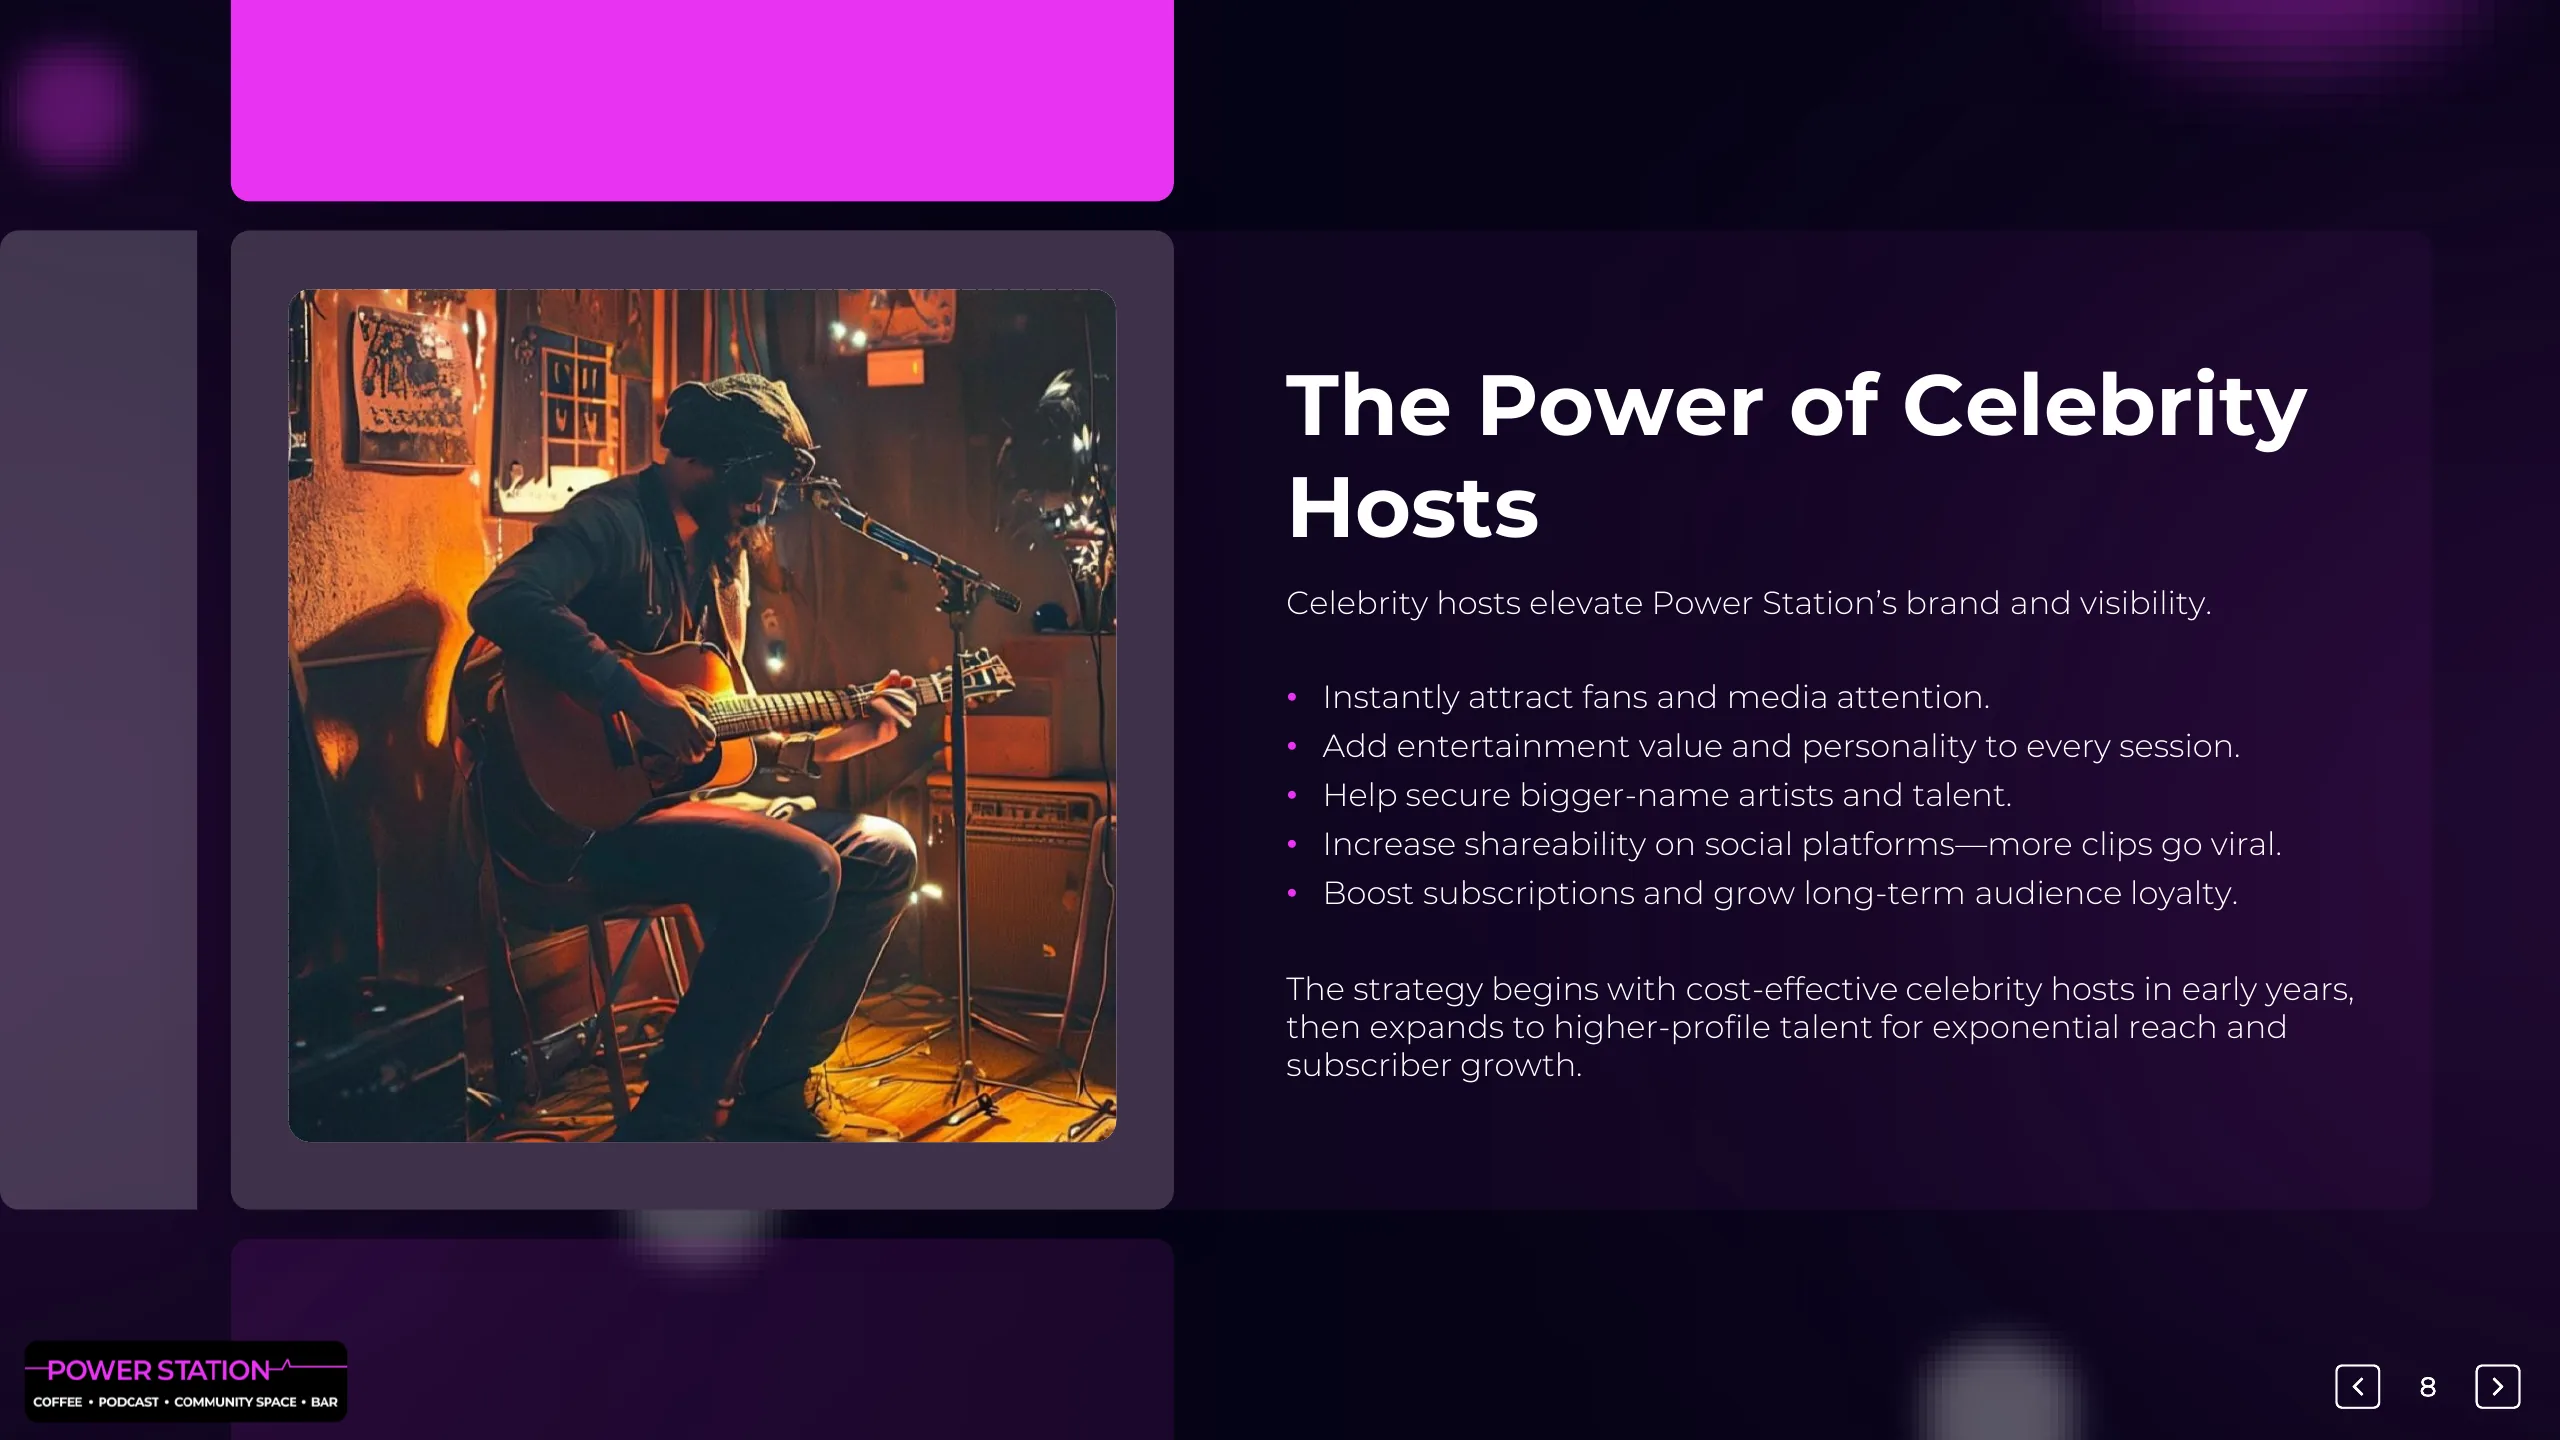 The Power of Celebrity
Hosts
Celebrity hosts elevate Power Station’s brand and visibility.
• Instantly attract fans and media attention.
• Add entertainment value and personality to every session.
• Help secure bigger-name artists and talent.
• Increase shareability on social platforms—more clips go viral.
• Boost subscriptions and grow long-term audience loyalty.
The strategy begins with cost-effective celebrity hosts in early years,
then expands to higher-profile talent for exponential reach and
subscriber growth.
POWER STATION
COFFEE • PODCAST • COMMUNITY SPACE • BAR
8